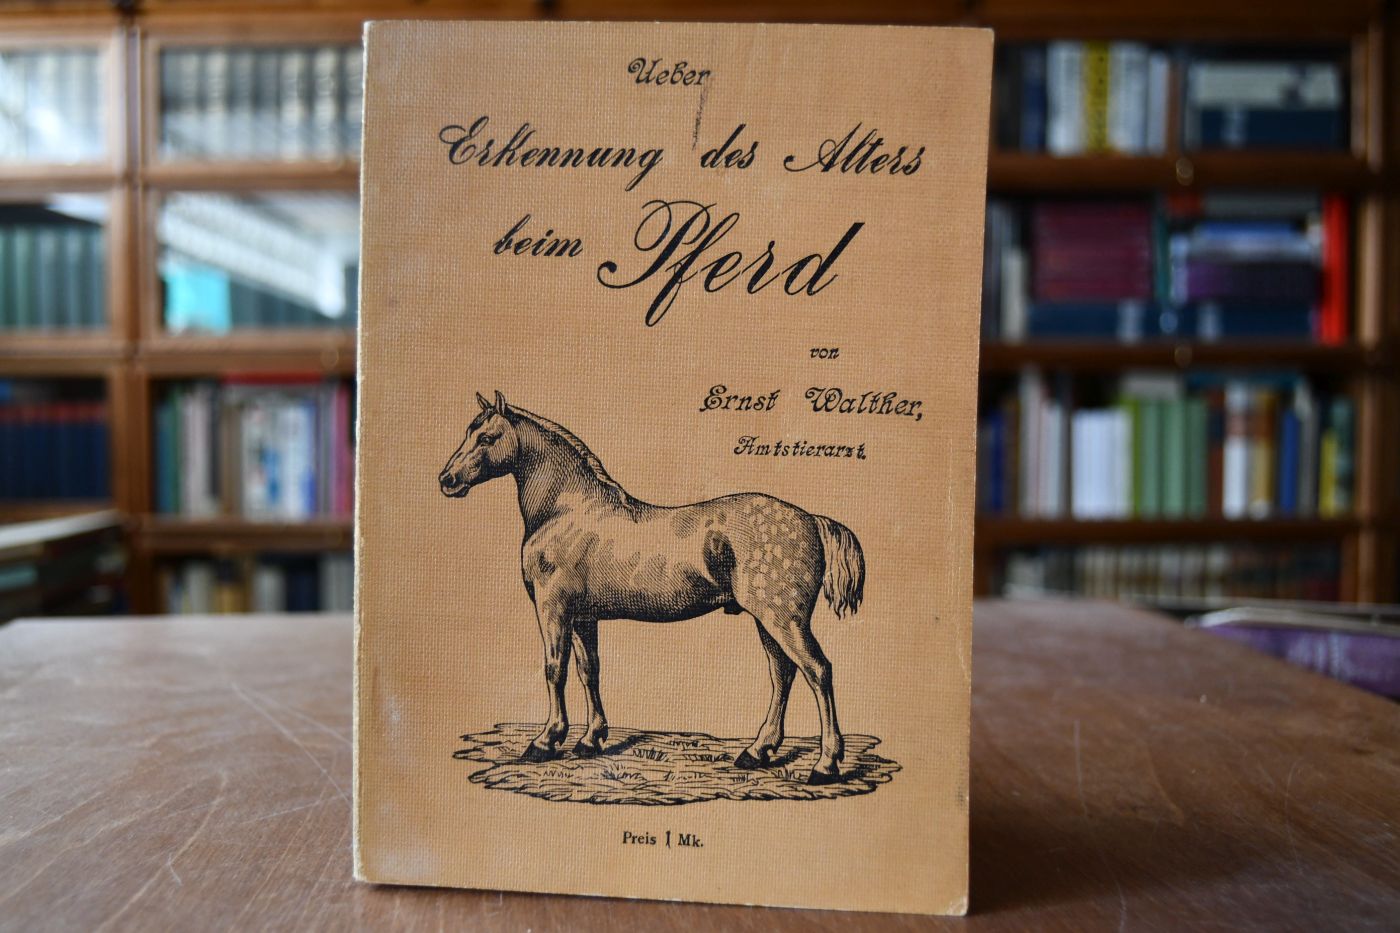 Ueber
Erkennung des Alters
beim Pferd
von
Ernst Walther,
Amtstierarzt.
Preis 1 Mk.